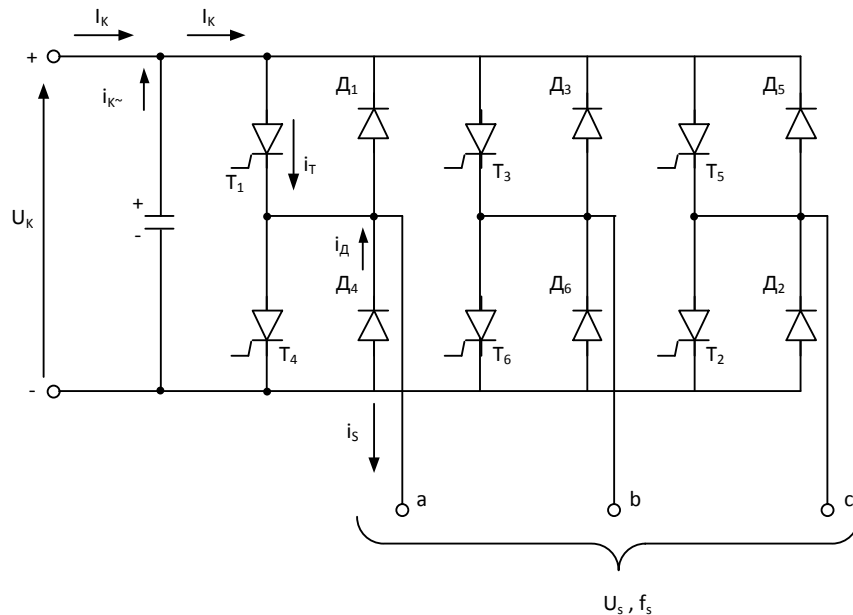 I_K I_K
+
i_K~
Д_1 Д_3 Д_5
T_1 i_T T_3 T_5
U_K
+
-
i_Д
Д_4 Д_6 Д_2
T_4 T_6 T_2
-
i_S
a b c
U_s , f_s